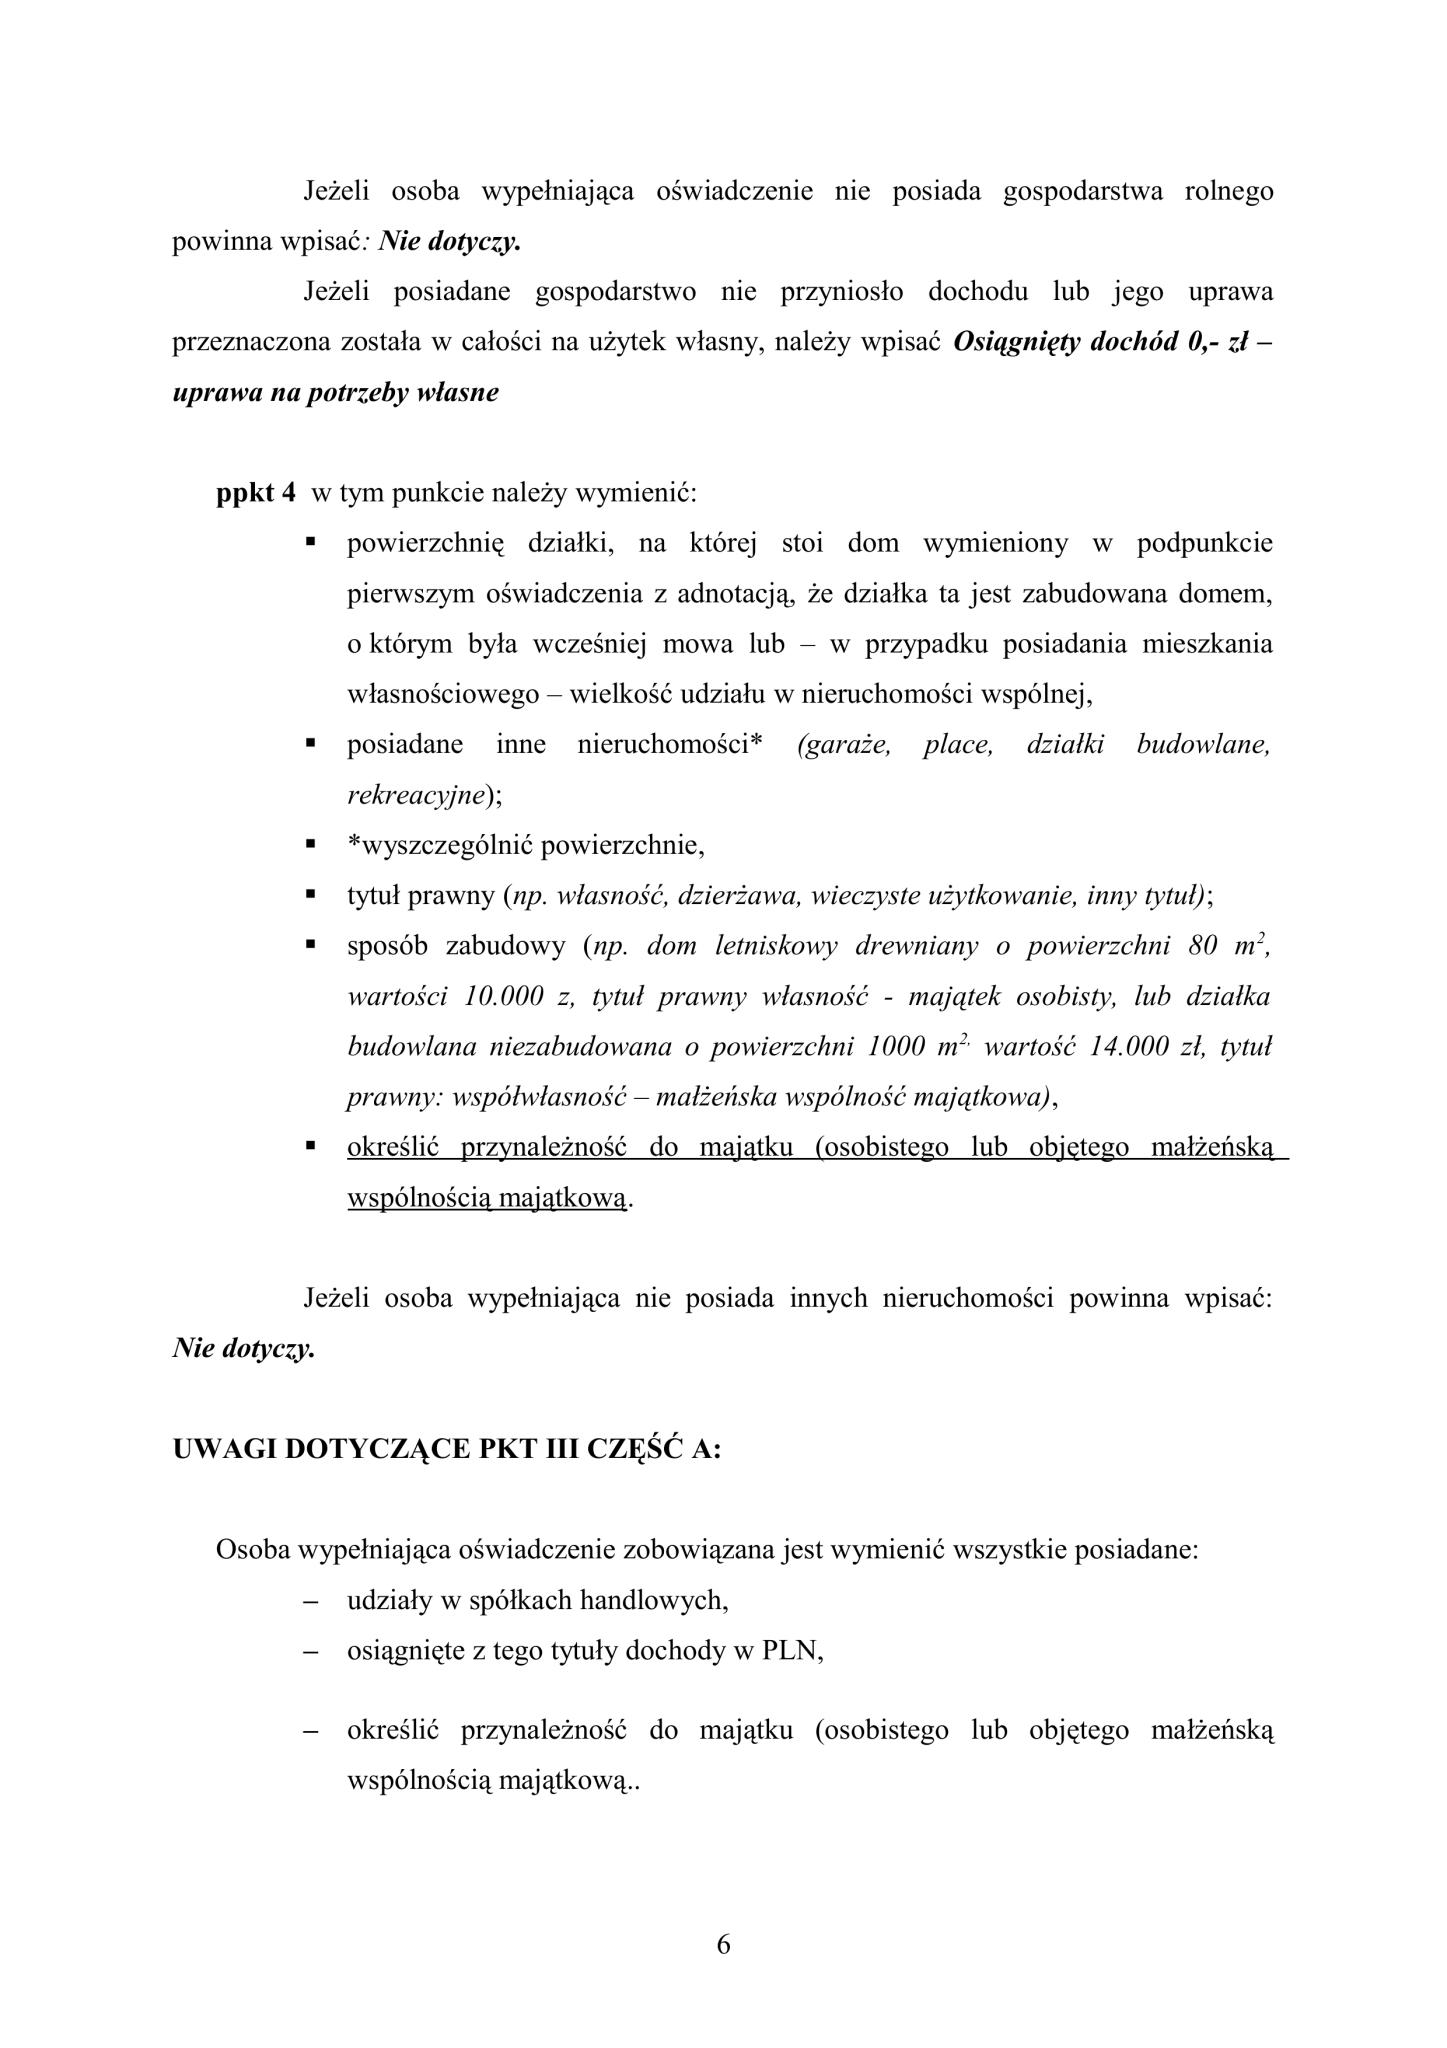 Jeżeli osoba wypełniająca oświadczenie nie posiada gospodarstwa rolnego
powinna wpisać: Nie dotyczy.
Jeżeli posiadane gospodarstwo nie przyniosło dochodu lub jego uprawa
przeznaczona została w całości na użytek własny, należy wpisać Osiągnięty dochód 0,- zł –
uprawa na potrzeby własne
ppkt 4 w tym punkcie należy wymienić:
▪ powierzchnię działki, na której stoi dom wymieniony w podpunkcie
pierwszym oświadczenia z adnotacją, że działka ta jest zabudowana domem,
o którym była wcześniej mowa lub – w przypadku posiadania mieszkania
własnościowego – wielkość udziału w nieruchomości wspólnej,
▪ posiadane inne nieruchomości* (garaże, place, działki budowlane,
rekreacyjne);
▪ *wyszczególnić powierzchnie,
▪ tytuł prawny (np. własność, dzierżawa, wieczyste użytkowanie, inny tytuł);
▪ sposób zabudowy (np. dom letniskowy drewniany o powierzchni 80 m²,
wartości 10.000 z, tytuł prawny własność - majątek osobisty, lub działka
budowlana niezabudowana o powierzchni 1000 m², wartość 14.000 zł, tytuł
prawny: współwłasność – małżeńska wspólność majątkowa),
▪ określić przynależność do majątku (osobistego lub objętego małżeńską
wspólnością majątkową.
Jeżeli osoba wypełniająca nie posiada innych nieruchomości powinna wpisać:
Nie dotyczy.
UWAGI DOTYCZĄCE PKT III CZĘŚĆ A:
Osoba wypełniająca oświadczenie zobowiązana jest wymienić wszystkie posiadane:
– udziały w spółkach handlowych,
– osiągnięte z tego tytuły dochody w PLN,
– określić przynależność do majątku (osobistego lub objętego małżeńską
wspólnością majątkową..
6